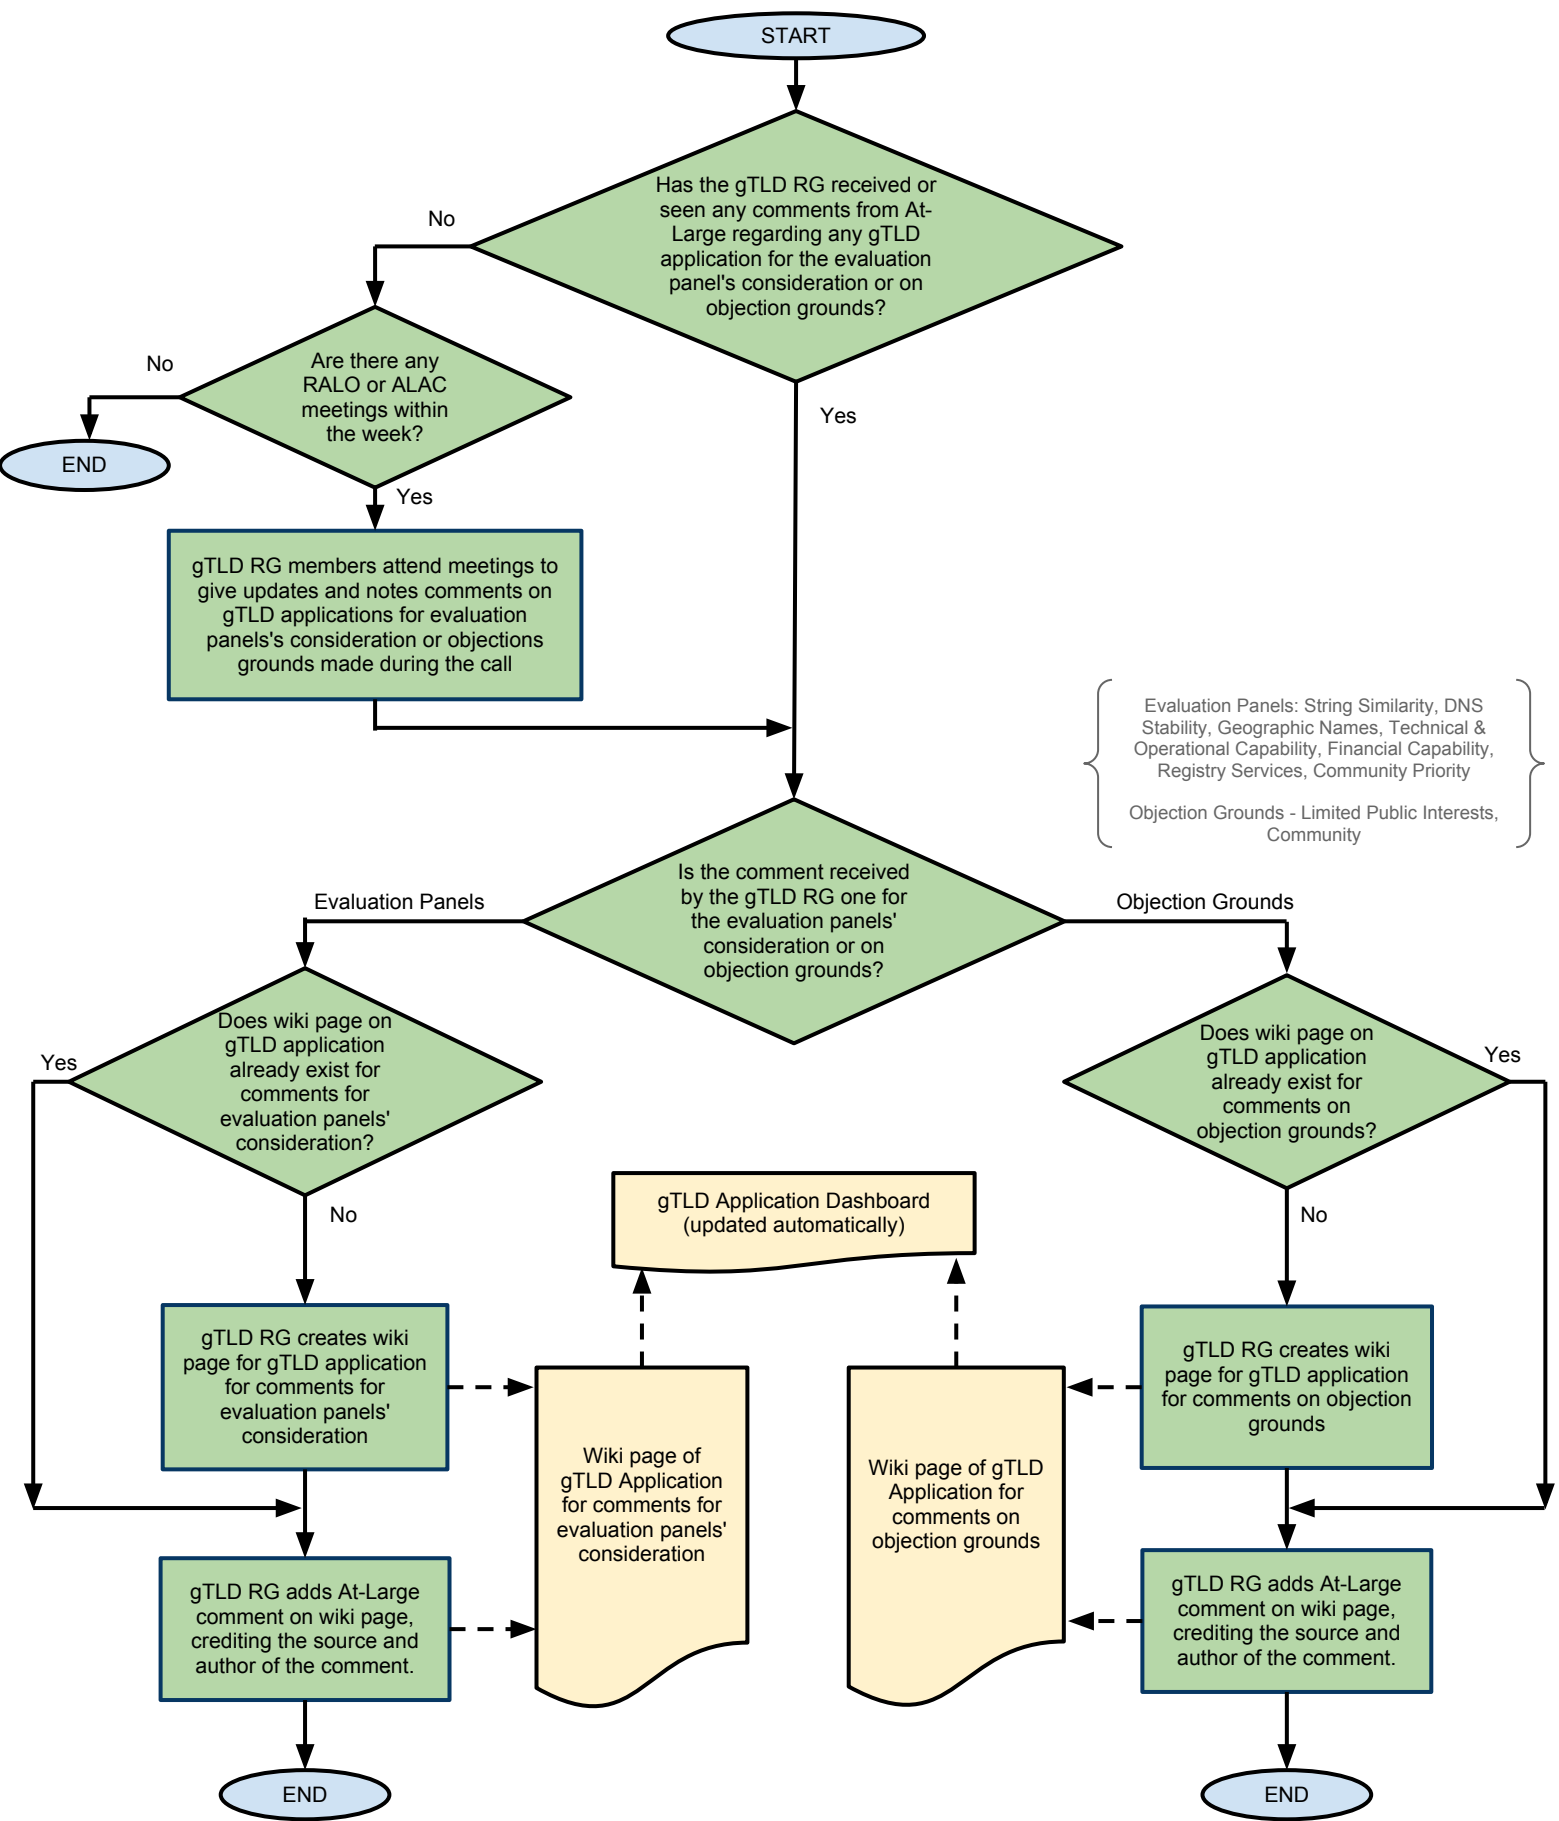 START
Has the gTLD RG received or
seen any comments from At-
Large regarding any gTLD
application for the evaluation
panel's consideration or on
objection grounds?
No
Are there any
RALO or ALAC
meetings within
the week?
No
END
Yes
Yes
gTLD RG members attend meetings to
give updates and notes comments on
gTLD applications for evaluation
panels's consideration or objections
grounds made during the call
Evaluation Panels: String Similarity, DNS
Stability, Geographic Names, Technical &
Operational Capability, Financial Capability,
Registry Services, Community Priority
Objection Grounds - Limited Public Interests,
Community
Is the comment received
by the gTLD RG one for
the evaluation panels'
consideration or on
objection grounds?
Evaluation Panels
Objection Grounds
Does wiki page on
gTLD application
already exist for
comments for
evaluation panels'
consideration?
Yes
No
Does wiki page on
gTLD application
already exist for
comments on
objection grounds?
Yes
No
gTLD Application Dashboard
(updated automatically)
gTLD RG creates wiki
page for gTLD application
for comments for
evaluation panels'
consideration
Wiki page of
gTLD Application
for comments for
evaluation panels'
consideration
Wiki page of gTLD
Application for
comments on
objection grounds
gTLD RG creates wiki
page for gTLD application
for comments on objection
grounds
gTLD RG adds At-Large
comment on wiki page,
crediting the source and
author of the comment.
gTLD RG adds At-Large
comment on wiki page,
crediting the source and
author of the comment.
END
END